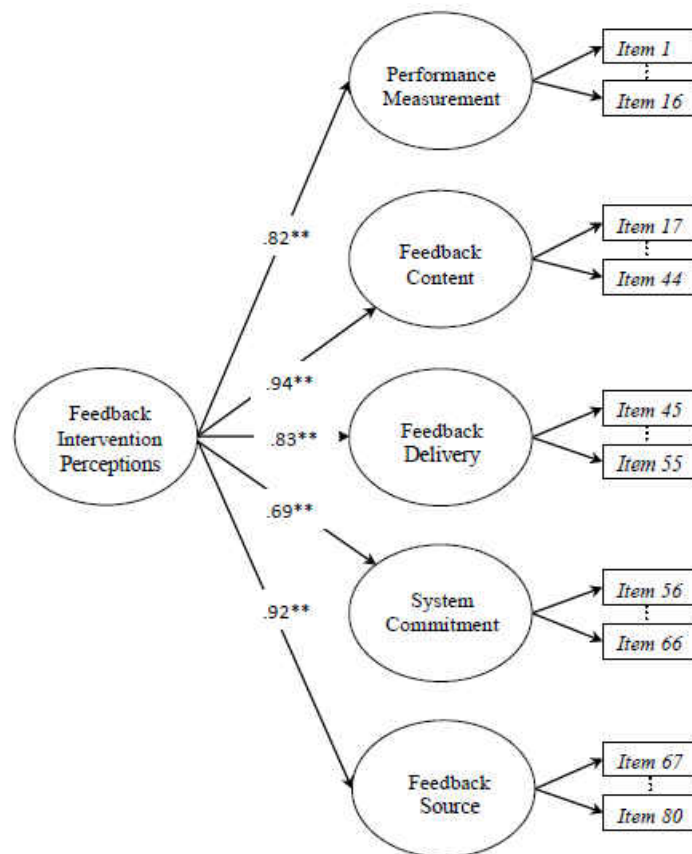 Performance
Measurement
Item 1
Item 16
.82**
Feedback
Content
Item 17
Item 44
.94**
Feedback
Intervention
Perceptions
.83**
Feedback
Delivery
Item 45
Item 55
.69**
System
Commitment
Item 56
Item 66
.92**
Feedback
Source
Item 67
Item 80